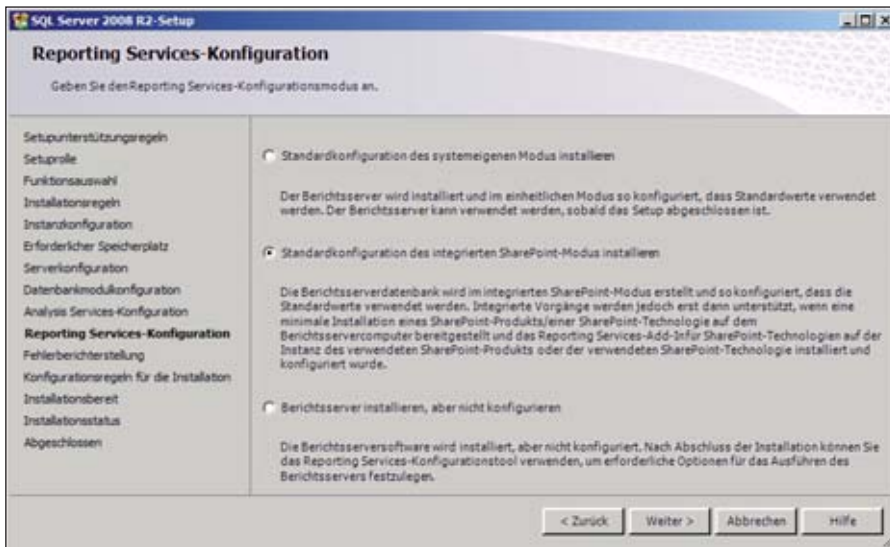 SQL Server 2008 R2-Setup
Reporting Services-Konfiguration
Geben Sie den Reporting Services-Konfigurationsmodus an.
Setupunterstützungsregeln
Setuprolle
Funktionsauswahl
Installationsregeln
Instanzkonfiguration
Erforderlicher Speicherplatz
Serverkonfiguration
Datenbankmodulkonfiguration
Analysis Services-Konfiguration
Reporting Services-Konfiguration
Fehlerberichterstellung
Konfigurationsregeln für die Installation
Installationsbereit
Installationsstatus
Abgeschlossen
Standardkonfiguration des systemeigenen Modus installieren
Der Berichtsserver wird installiert und im einheitlichen Modus so konfiguriert, dass Standardwerte verwendet
werden. Der Berichtsserver kann verwendet werden, sobald das Setup abgeschlossen ist.
Standardkonfiguration des integrierten SharePoint-Modus installieren
Die Berichtsserverdatenbank wird im integrierten SharePoint-Modus erstellt und so konfiguriert, dass die
Standardwerte verwendet werden. Integrierte Vorgänge werden jedoch erst dann unterstützt, wenn eine
minimale Installation eines SharePoint-Produkts/einer SharePoint-Technologie auf dem
Berichtsservercomputer bereitgestellt und das Reporting Services-Add-Infür SharePoint-Technologien auf der
Instanz des verwendeten SharePoint-Produkts oder der verwendeten SharePoint-Technologie installiert und
konfiguriert wurde.
Berichtsserver installieren, aber nicht konfigurieren
Die Berichtsserversoftware wird installiert, aber nicht konfiguriert. Nach Abschluss der Installation können Sie
das Reporting Services-Konfigurationstool verwenden, um erforderliche Optionen für das Ausführen des
Berichtsservers festzulegen.
< Zurück Weiter > Abbrechen Hilfe